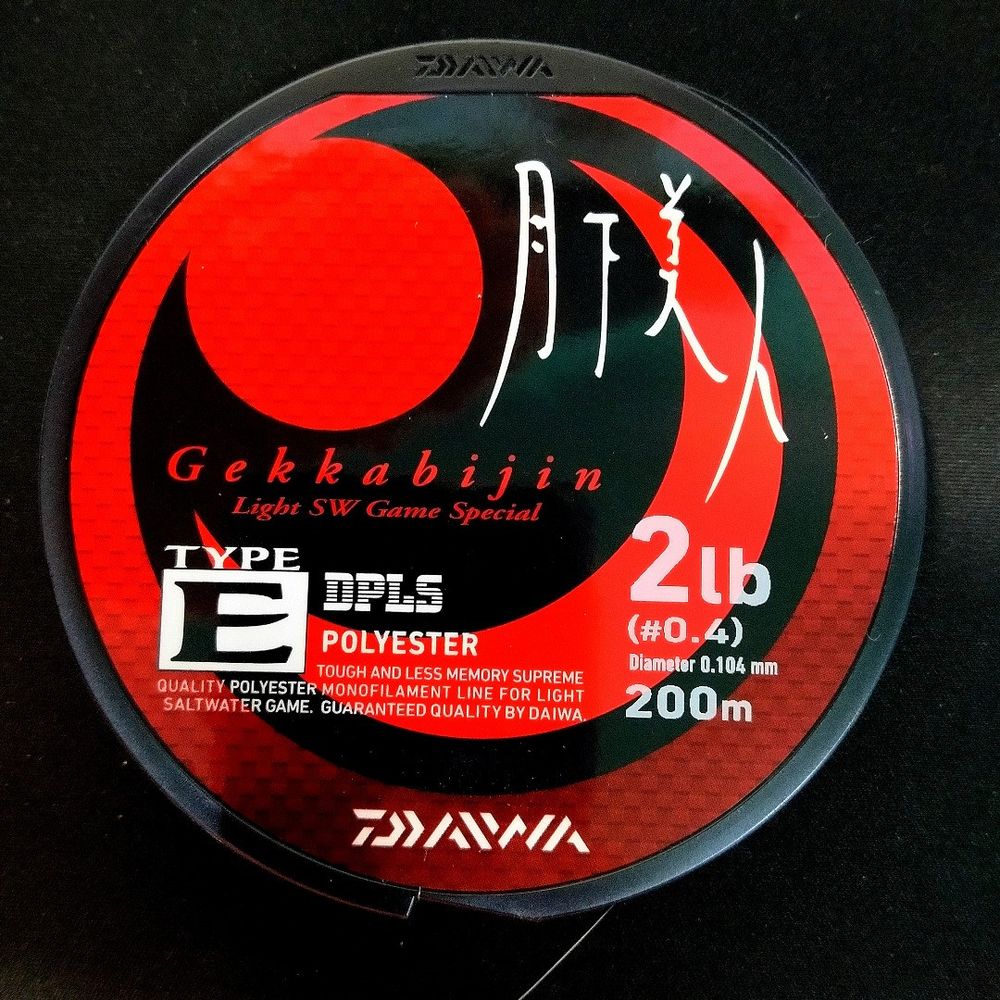 DAIWA
月下美人
Gekkabijin
Light SW Game Special
TYPE
E
DPLS
POLYESTER
TOUGH AND LESS MEMORY SUPREME
QUALITY POLYESTER MONOFILAMENT LINE FOR LIGHT
SALTWATER GAME. GUARANTEED QUALITY BY DAIWA.
2lb
(#0.4)
Diameter 0.104 mm
200m
DAIWA